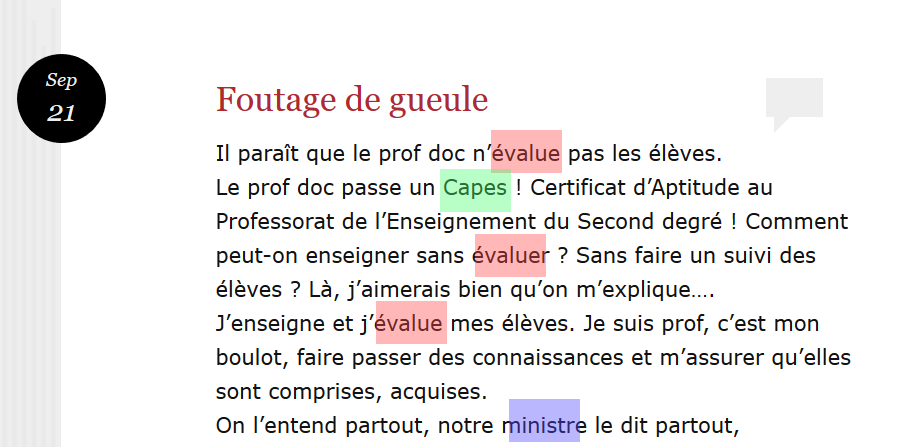 Sep
21
Foutage de gueule
Il paraît que le prof doc n’évalue pas les élèves.
Le prof doc passe un Capes ! Certificat d’Aptitude au
Professorat de l’Enseignement du Second degré ! Comment
peut-on enseigner sans évaluer ? Sans faire un suivi des
élèves ? Là, j’aimerais bien qu’on m’explique….
J’enseigne et j’évalue mes élèves. Je suis prof, c’est mon
boulot, faire passer des connaissances et m’assurer qu’elles
sont comprises, acquises.
On l’entend partout, notre ministre le dit partout,